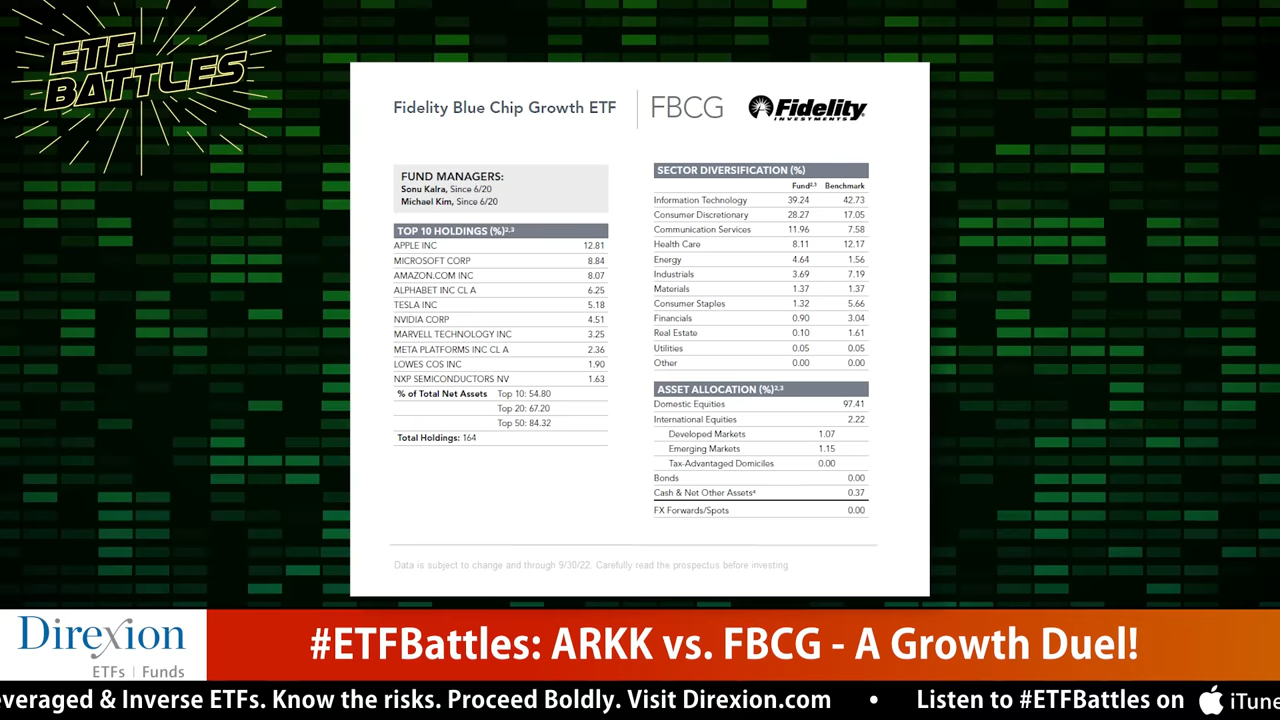 ETF
BATTLES
Fidelity Blue Chip Growth ETF
FBCG
Fidelity
INVESTMENTS
FUND MANAGERS:
Sonu Kalra, Since 6/20
Michael Kim, Since 6/20
TOP 10 HOLDINGS (%)2,3
APPLE INC 12.81
MICROSOFT CORP 8.84
AMAZON.COM INC 8.07
ALPHABET INC CL A 6.25
TESLA INC 5.18
NVIDIA CORP 4.51
MARVELL TECHNOLOGY INC 3.25
META PLATFORMS INC CL A 2.36
LOWES COS INC 1.90
NXP SEMICONDUCTORS NV 1.63
% of Total Net Assets Top 10: 54.80
Top 20: 67.20
Top 50: 84.32
Total Holdings: 164
SECTOR DIVERSIFICATION (%)
Fund2,3 Benchmark
Information Technology 39.24 42.73
Consumer Discretionary 28.27 17.05
Communication Services 11.96 7.58
Health Care 8.11 12.17
Energy 4.64 1.56
Industrials 3.69 7.19
Materials 1.37 1.37
Consumer Staples 1.32 5.66
Financials 0.90 3.04
Real Estate 0.10 1.61
Utilities 0.05 0.05
Other 0.00 0.00
ASSET ALLOCATION (%)2,3
Domestic Equities 97.41
International Equities 2.22
Developed Markets 1.07
Emerging Markets 1.15
Tax-Advantaged Domiciles 0.00
Bonds 0.00
Cash & Net Other Assets4 0.37
FX Forwards/Spots 0.00
Data is subject to change and through 9/30/22. Carefully read the prospectus before investing
Direxion
ETFs | Funds
#ETFBattles: ARKK vs. FBCG - A Growth Duel!
everaged & Inverse ETFs. Know the risks. Proceed Boldly. Visit Direxion.com • Listen to #ETFBattles on iTune